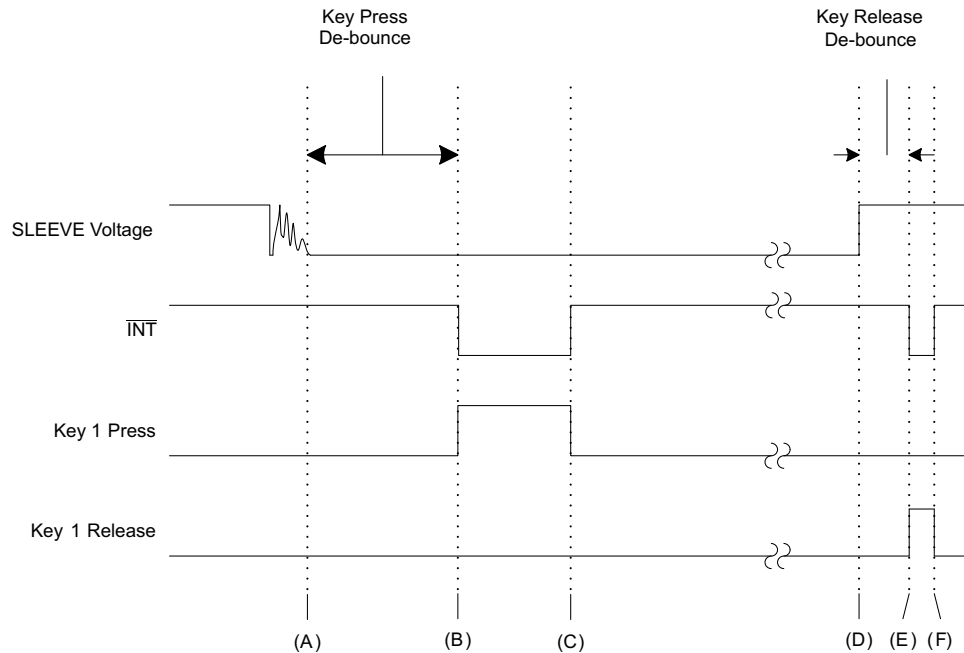 Key Press
De-bounce
Key Release
De-bounce
SLEEVE Voltage
INT
Key 1 Press
Key 1 Release
(A)
(B)
(C)
(D)
(E)
(F)